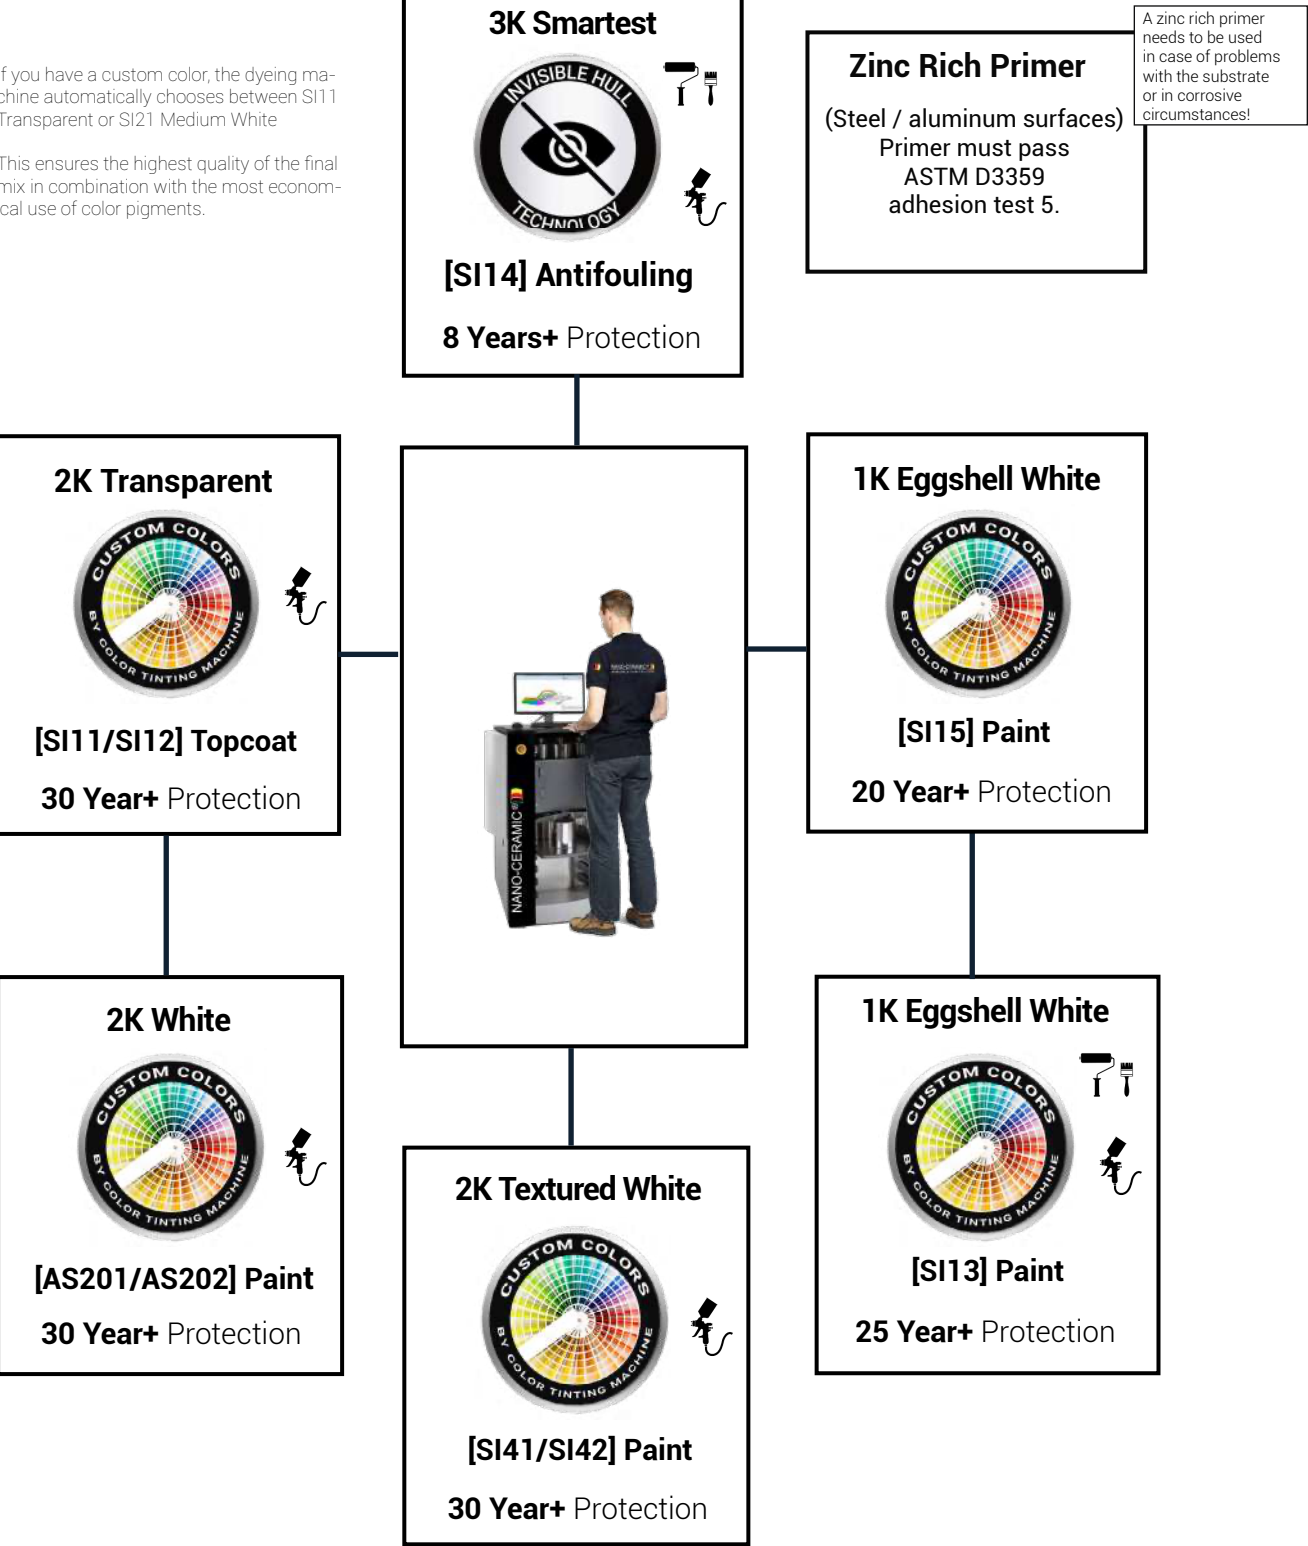 3K Smartest
INVISIBLE HULL
TECHNOLOGY
[SI14] Antifouling
8 Years+ Protection
A zinc rich primer
needs to be used
in case of problems
with the substrate
or in corrosive
circumstances!
Zinc Rich Primer
(Steel / aluminum surfaces)
Primer must pass
ASTM D3359
adhesion test 5.
f you have a custom color, the dyeing ma-
chine automatically chooses between SI11
Transparent or SI21 Medium White
This ensures the highest quality of the final
mix in combination with the most econom-
ical use of color pigments.
2K Transparent
CUSTOM COLORS
BY COLOR TINTING MACHINE
[SI11/SI12] Topcoat
30 Year+ Protection
NANO-CERAMIC
1K Eggshell White
CUSTOM COLORS
BY COLOR TINTING MACHINE
[SI15] Paint
20 Year+ Protection
2K White
CUSTOM COLORS
BY COLOR TINTING MACHINE
[AS201/AS202] Paint
30 Year+ Protection
2K Textured White
CUSTOM COLORS
BY COLOR TINTING MACHINE
[SI41/SI42] Paint
30 Year+ Protection
1K Eggshell White
CUSTOM COLORS
BY COLOR TINTING MACHINE
[SI13] Paint
25 Year+ Protection